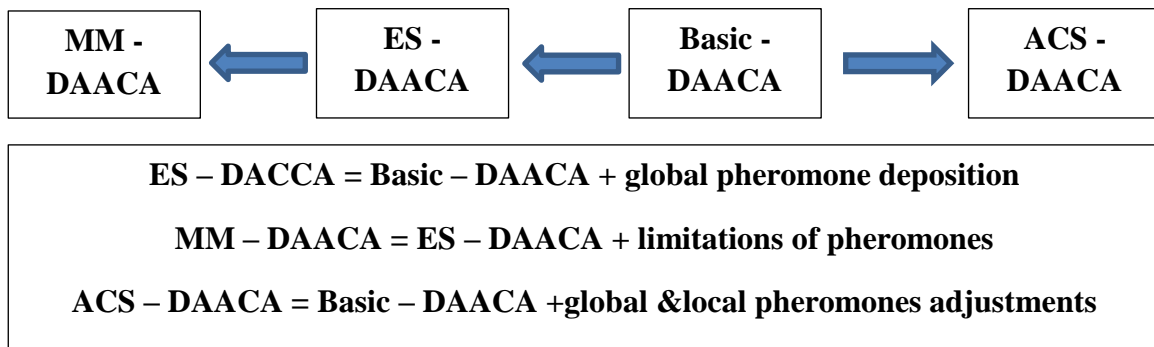 MM - ES - Basic - ACS -
DAACA DAACA DAACA DAACA
ES – DACCA = Basic – DAACA + global pheromone deposition
MM – DAACA = ES – DAACA + limitations of pheromones
ACS – DAACA = Basic – DAACA +global &local pheromones adjustments